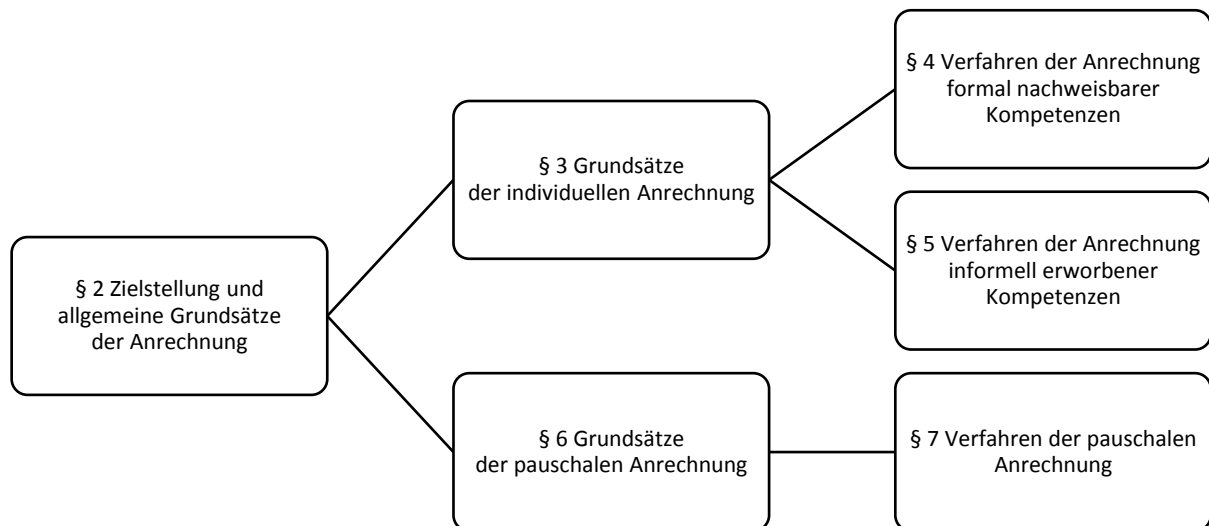 § 2 Zielstellung und
allgemeine Grundsätze
der Anrechnung
§ 3 Grundsätze
der individuellen Anrechnung
§ 4 Verfahren der Anrechnung
formal nachweisbarer
Kompetenzen
§ 5 Verfahren der Anrechnung
informell erworbener
Kompetenzen
§ 6 Grundsätze
der pauschalen Anrechnung
§ 7 Verfahren der pauschalen
Anrechnung